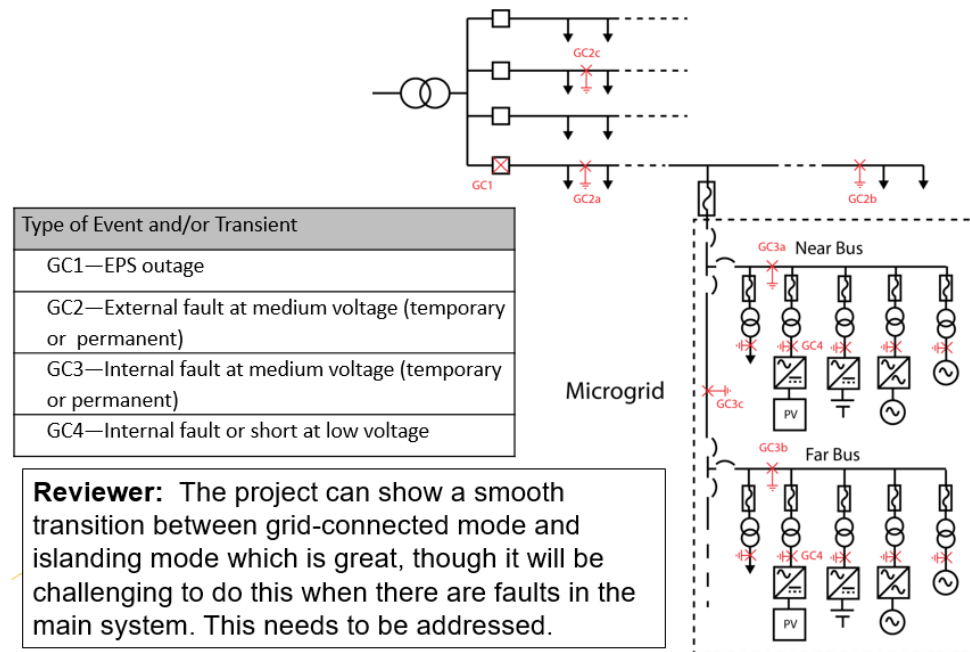 GC2c
GC1
GC2a
GC2b
Type of Event and/or Transient
GC1—EPS outage
GC2—External fault at medium voltage (temporary
or permanent)
GC3—Internal fault at medium voltage (temporary
or permanent)
GC4—Internal fault or short at low voltage
GC3a
Near Bus
GC4
PV
Microgrid
GC3c
GC3b
Far Bus
GC4
PV
Reviewer: The project can show a smooth
transition between grid-connected mode and
islanding mode which is great, though it will be
challenging to do this when there are faults in the
main system. This needs to be addressed.